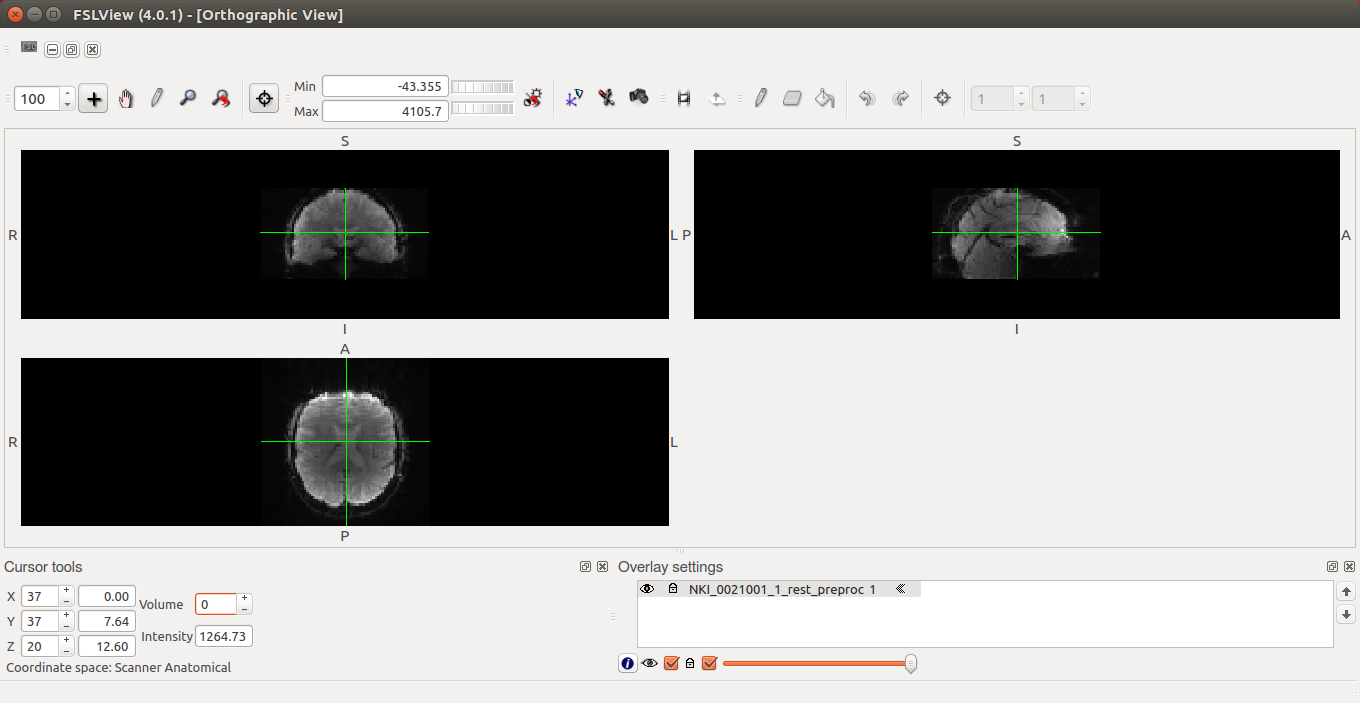 FSLView (4.0.1) - [Orthographic View]
FSL
100
Min -43.355
Max 4105.7
1 1
S S
R L P A
I I
A
R L
P
Cursor tools Overlay settings
X 37 0.00 Volume 0
Y 37 7.64
Z 20 12.60 Intensity 1264.73
Coordinate space: Scanner Anatomical
NKI_0021001_1_rest_preproc 1